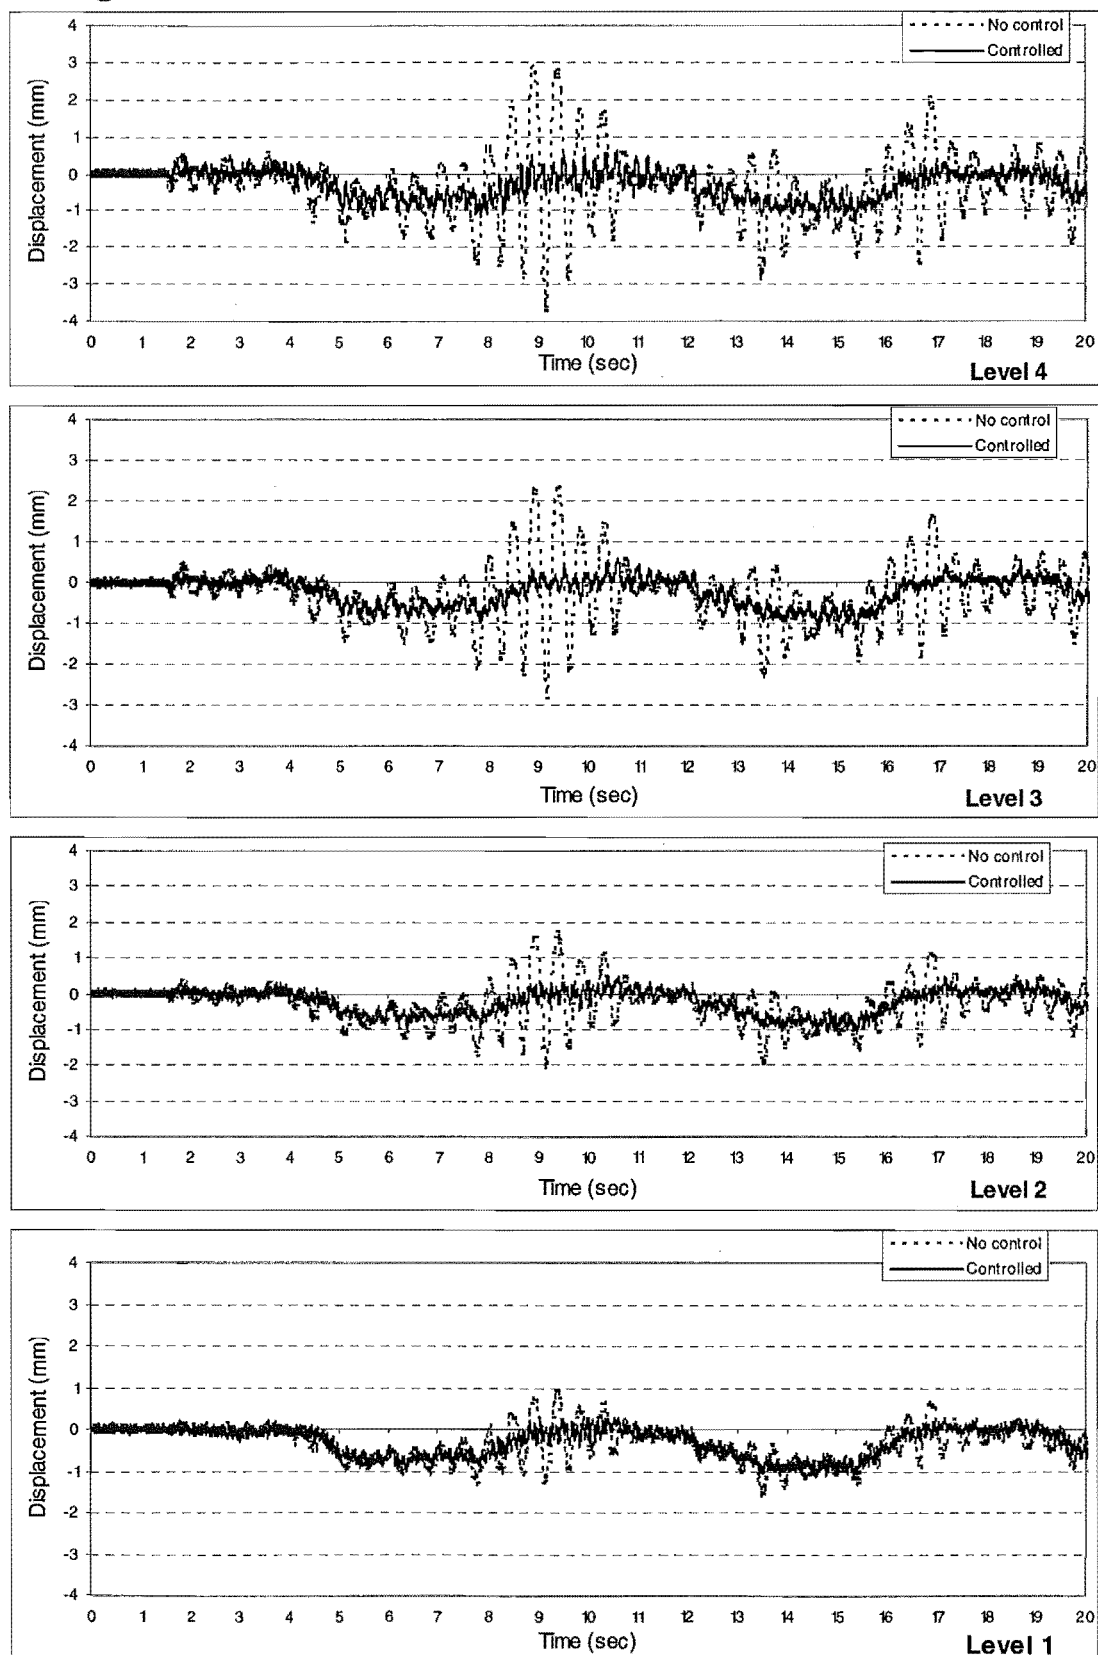 No control
Controlled
4
3
2
1
0
-1
-2
-3
-4
Displacement (mm)
0 1 2 3 4 5 6 7 8 9 10 11 12 13 14 15 16 17 18 19 20
Time (sec)
Level 4
No control
Controlled
4
3
2
1
0
-1
-2
-3
-4
Displacement (mm)
0 1 2 3 4 5 6 7 8 9 10 11 12 13 14 15 16 17 18 19 20
Time (sec)
Level 3
No control
Controlled
4
3
2
1
0
-1
-2
-3
-4
Displacement (mm)
0 1 2 3 4 5 6 7 8 9 10 11 12 13 14 15 16 17 18 19 20
Time (sec)
Level 2
No control
Controlled
4
3
2
1
0
-1
-2
-3
-4
Displacement (mm)
0 1 2 3 4 5 6 7 8 9 10 11 12 13 14 15 16 17 18 19 20
Time (sec)
Level 1